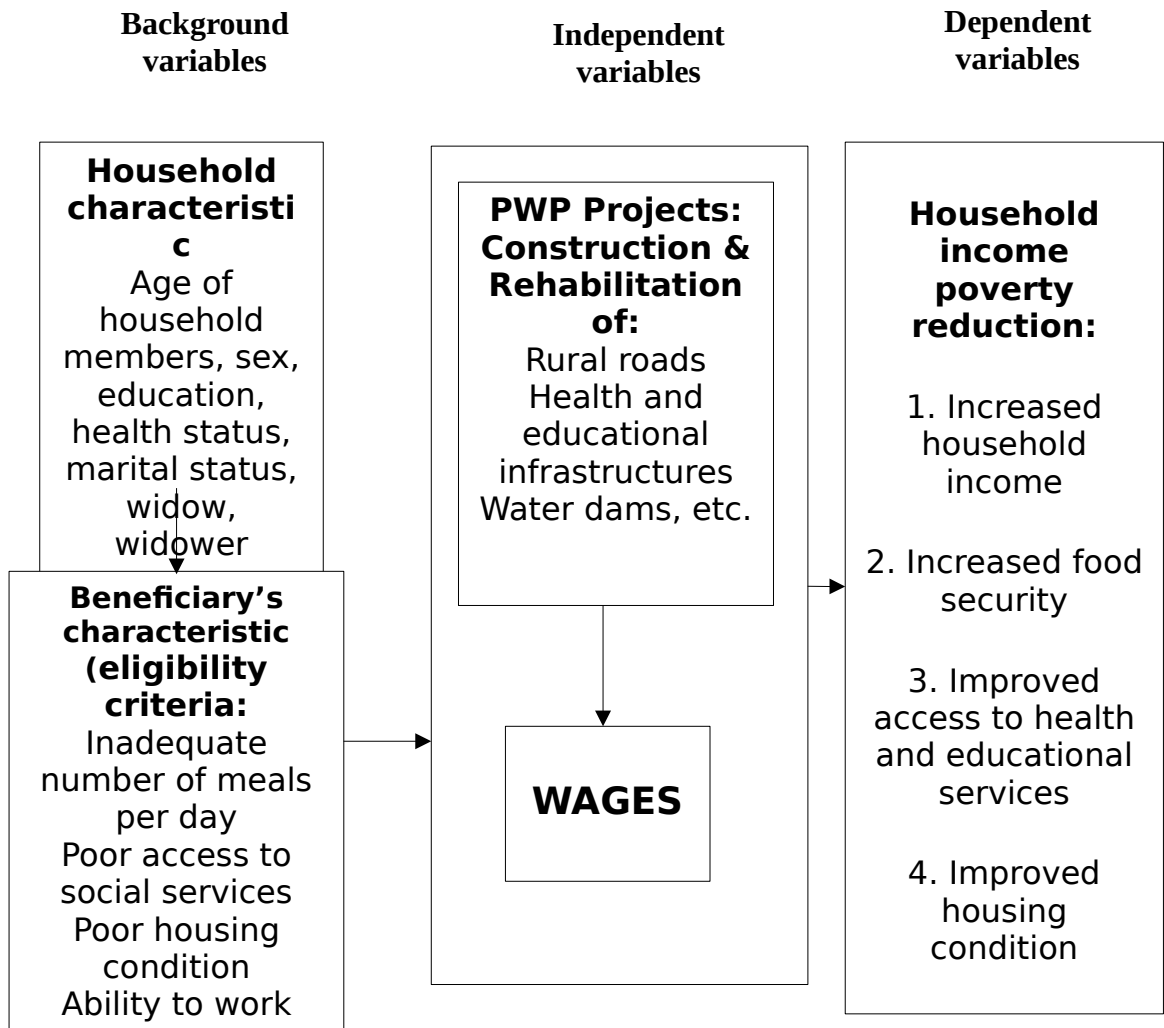 Background
variables
Independent
variables
Dependent
variables
Household
characteristi
c
Age of
household
members, sex,
education,
health status,
marital status,
widow,
widower
Beneficiary’s
characteristic
(eligibility
criteria:
Inadequate
number of meals
per day
Poor access to
social services
Poor housing
condition
Ability to work
PWP Projects:
Construction &
Rehabilitation
of:
Rural roads
Health and
educational
infrastructures
Water dams, etc.
WAGES
Household
income
poverty
reduction:
1. Increased
household
income
2. Increased food
security
3. Improved
access to health
and educational
services
4. Improved
housing
condition